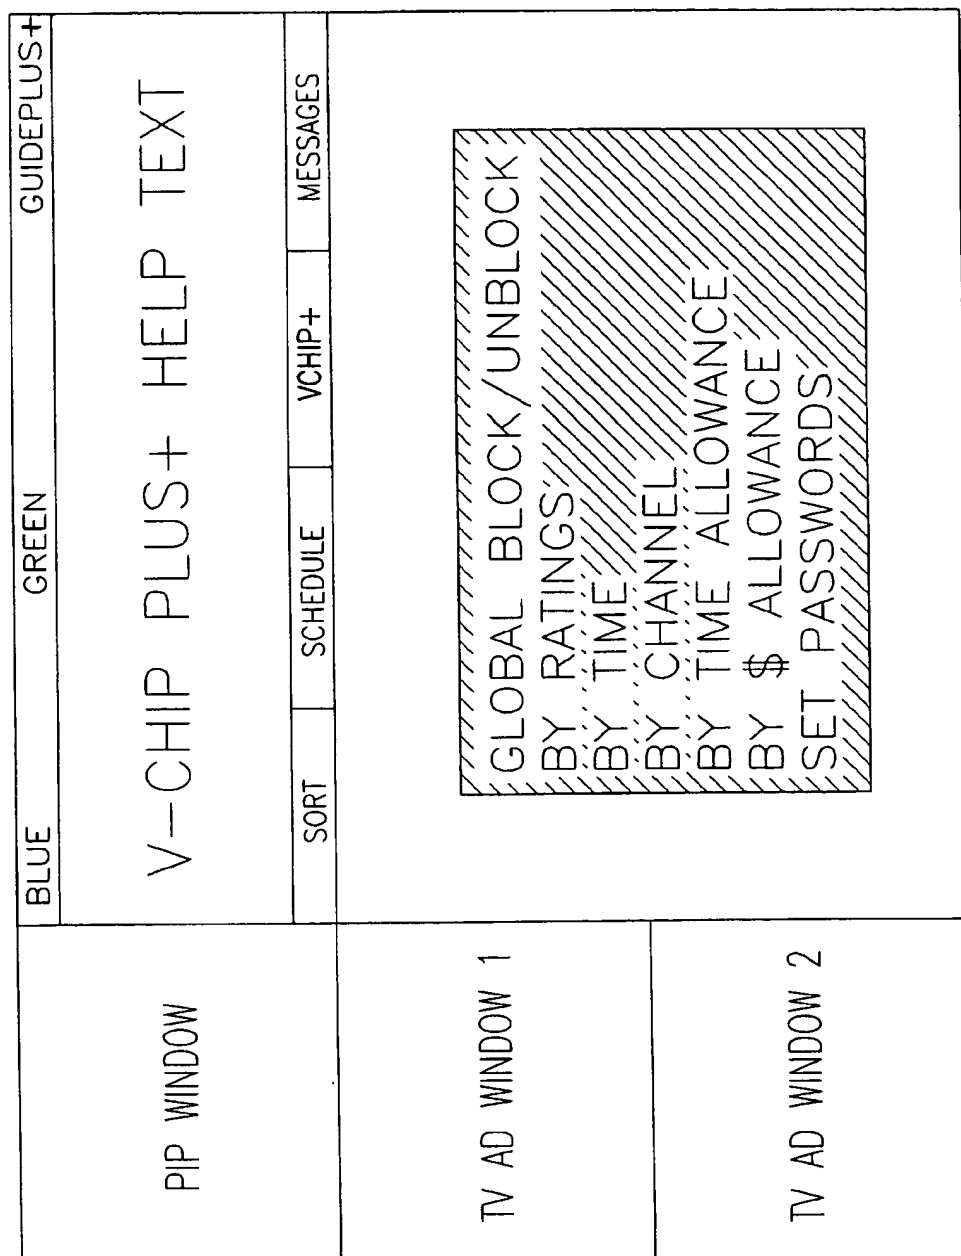 BLUE GREEN GUIDEPLUS+
PIP WINDOW
V-CHIP PLUS+ HELP TEXT
SORT SCHEDULE VCHIP+ MESSAGES
TV AD WINDOW 1
GLOBAL BLOCK/UNBLOCK
BY RATINGS
BY TIME
BY CHANNEL
BY TIME ALLOWANCE
BY $ ALLOWANCE
SET PASSWORDS
TV AD WINDOW 2